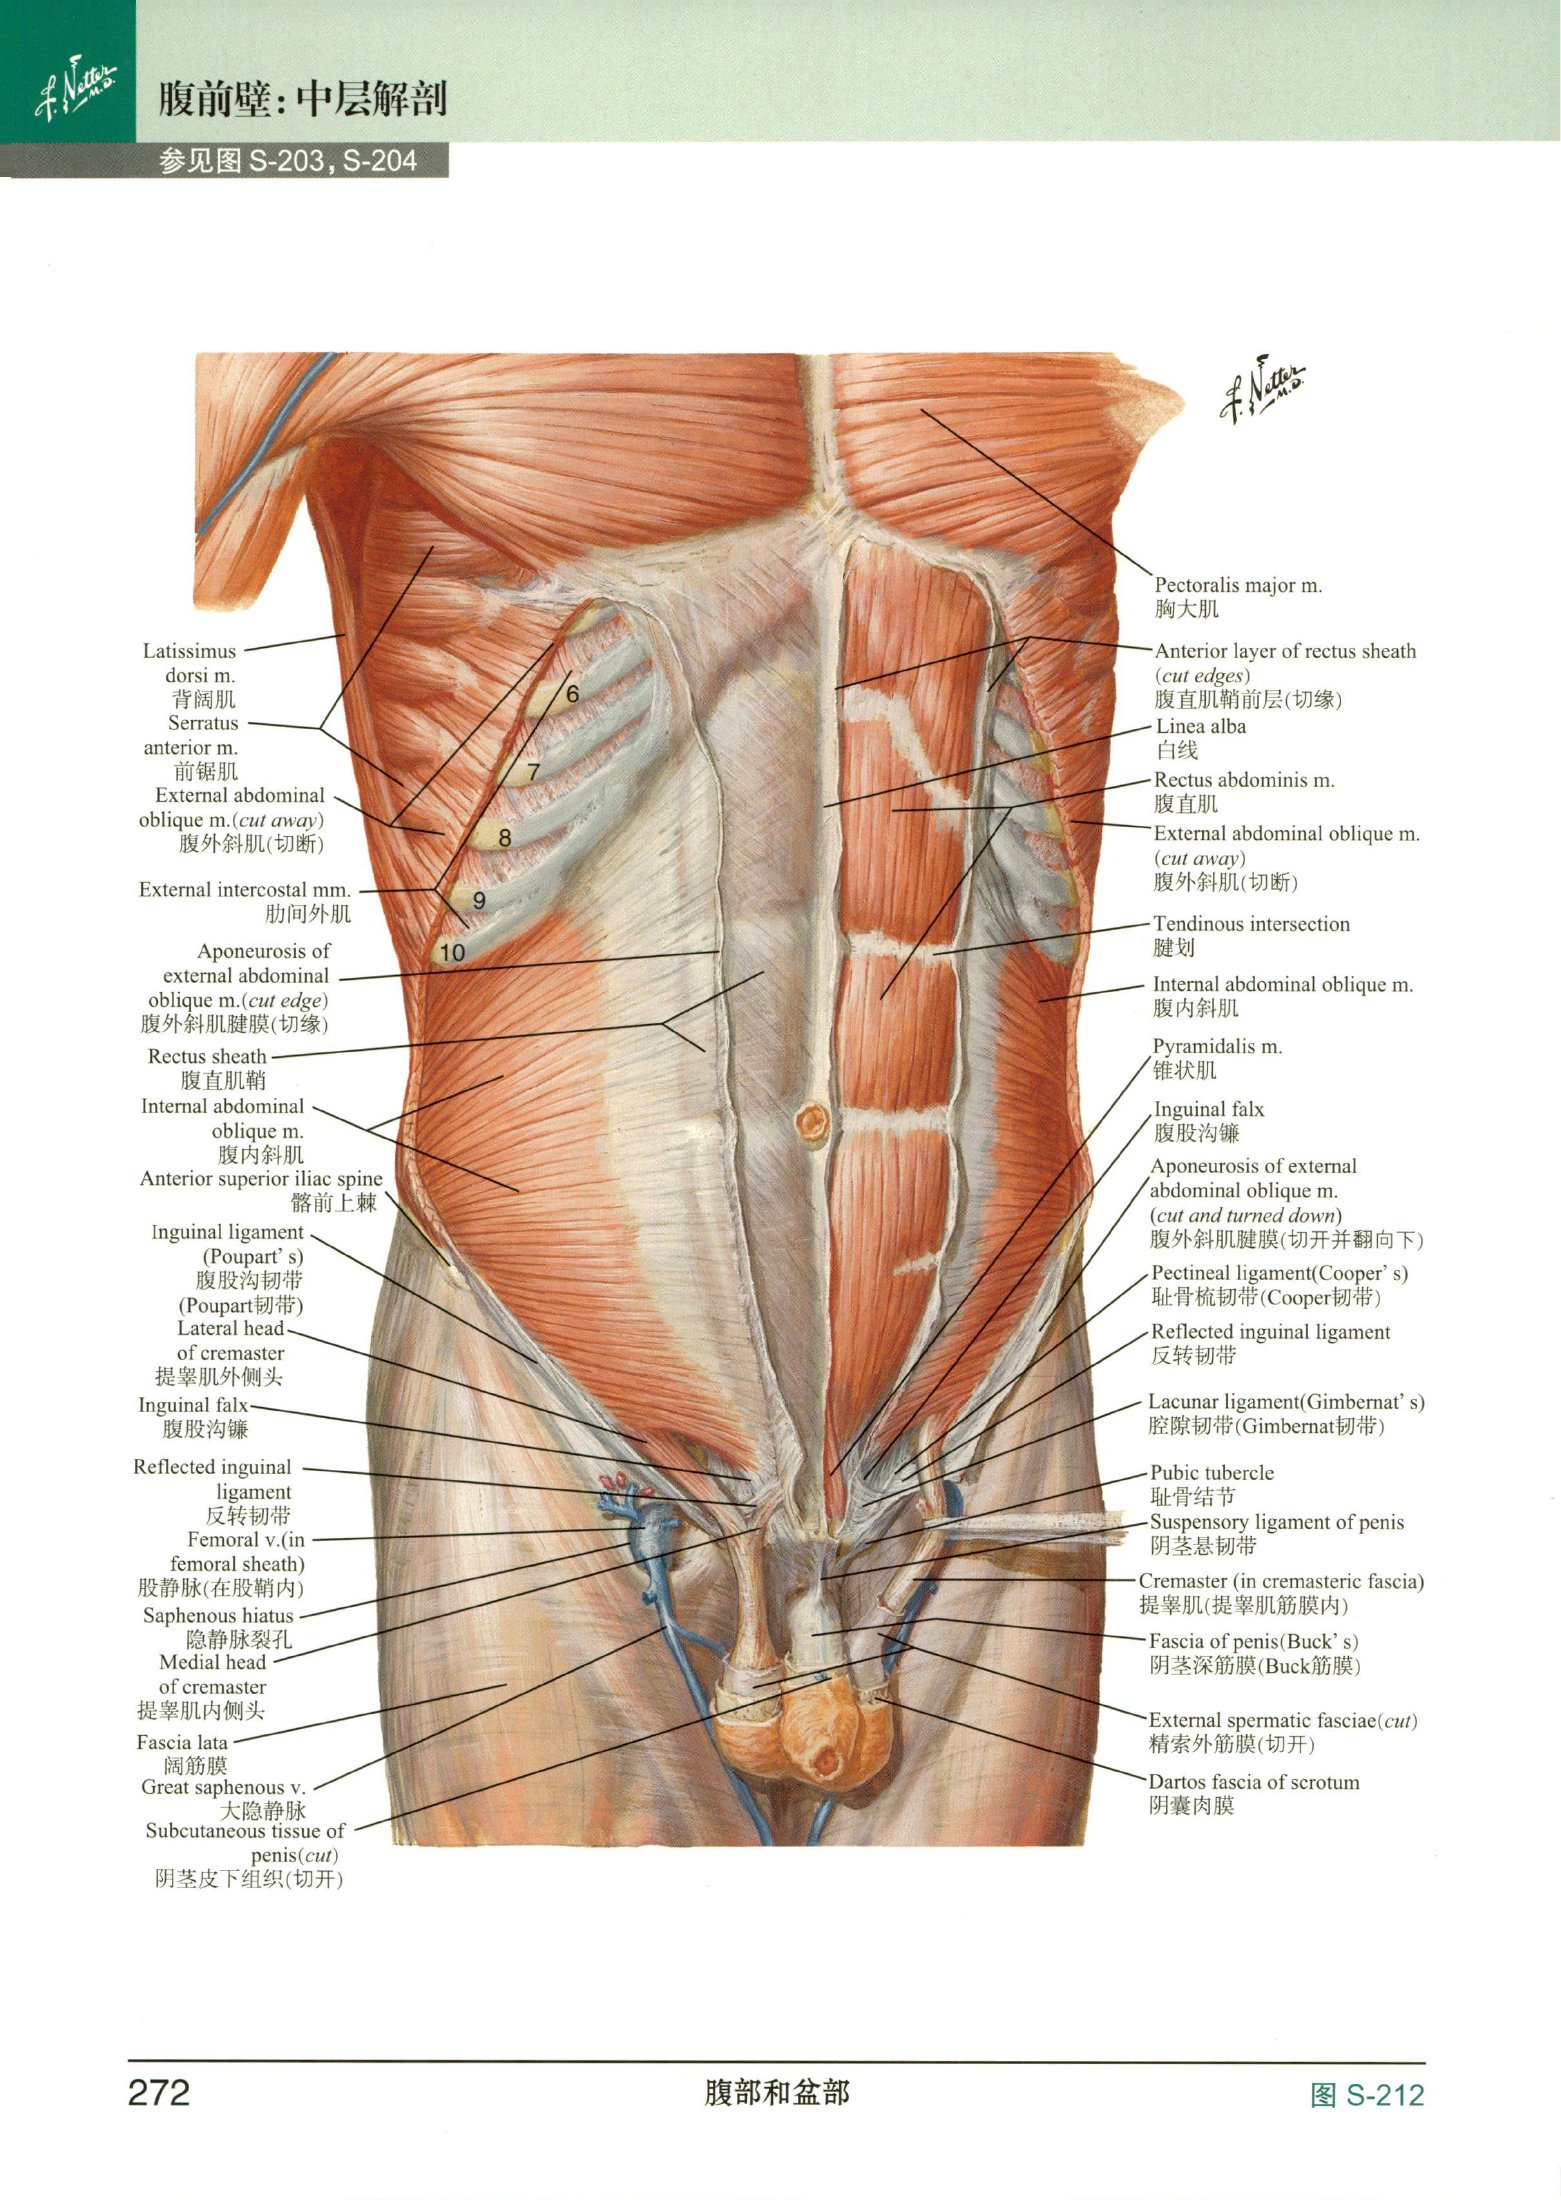 F. Netter M.D.
腹前壁：中层解剖
参见图 S-203, S-204
F. Netter M.D.
Latissimus
dorsi m.
背阔肌
Serratus
anterior m.
前锯肌
External abdominal
oblique m.(cut away)
腹外斜肌(切断)
External intercostal mm.
肋间外肌
Aponeurosis of
external abdominal
oblique m.(cut edge)
腹外斜肌腱膜(切缘)
Rectus sheath
腹直肌鞘
Internal abdominal
oblique m.
腹内斜肌
Anterior superior iliac spine
髂前上棘
Inguinal ligament
(Poupart’ s)
腹股沟韧带
(Poupart韧带)
Lateral head
of cremaster
提睾肌外侧头
Inguinal falx
腹股沟镰
Reflected inguinal
ligament
反转韧带
Femoral v.(in
femoral sheath)
股静脉(在股鞘内)
Saphenous hiatus
隐静脉裂孔
Medial head
of cremaster
提睾肌内侧头
Fascia lata
阔筋膜
Great saphenous v.
大隐静脉
Subcutaneous tissue of
penis(cut)
阴茎皮下组织(切开)
6
7
8
9
10
Pectoralis major m.
胸大肌
Anterior layer of rectus sheath
(cut edges)
腹直肌鞘前层(切缘)
Linea alba
白线
Rectus abdominis m.
腹直肌
External abdominal oblique m.
(cut away)
腹外斜肌(切断)
Tendinous intersection
腱划
Internal abdominal oblique m.
腹内斜肌
Pyramidalis m.
锥状肌
Inguinal falx
腹股沟镰
Aponeurosis of external
abdominal oblique m.
(cut and turned down)
腹外斜肌腱膜(切开并翻向下)
Pectineal ligament(Cooper’ s)
耻骨梳韧带(Cooper韧带)
Reflected inguinal ligament
反转韧带
Lacunar ligament(Gimbernat’ s)
腔隙韧带(Gimbernat韧带)
Pubic tubercle
耻骨结节
Suspensory ligament of penis
阴茎悬韧带
Cremaster (in cremasteric fascia)
提睾肌(提睾肌筋膜内)
Fascia of penis(Buck’ s)
阴茎深筋膜(Buck筋膜)
External spermatic fasciae(cut)
精索外筋膜(切开)
Dartos fascia of scrotum
阴囊肉膜
272
腹部和盆部
图 S-212